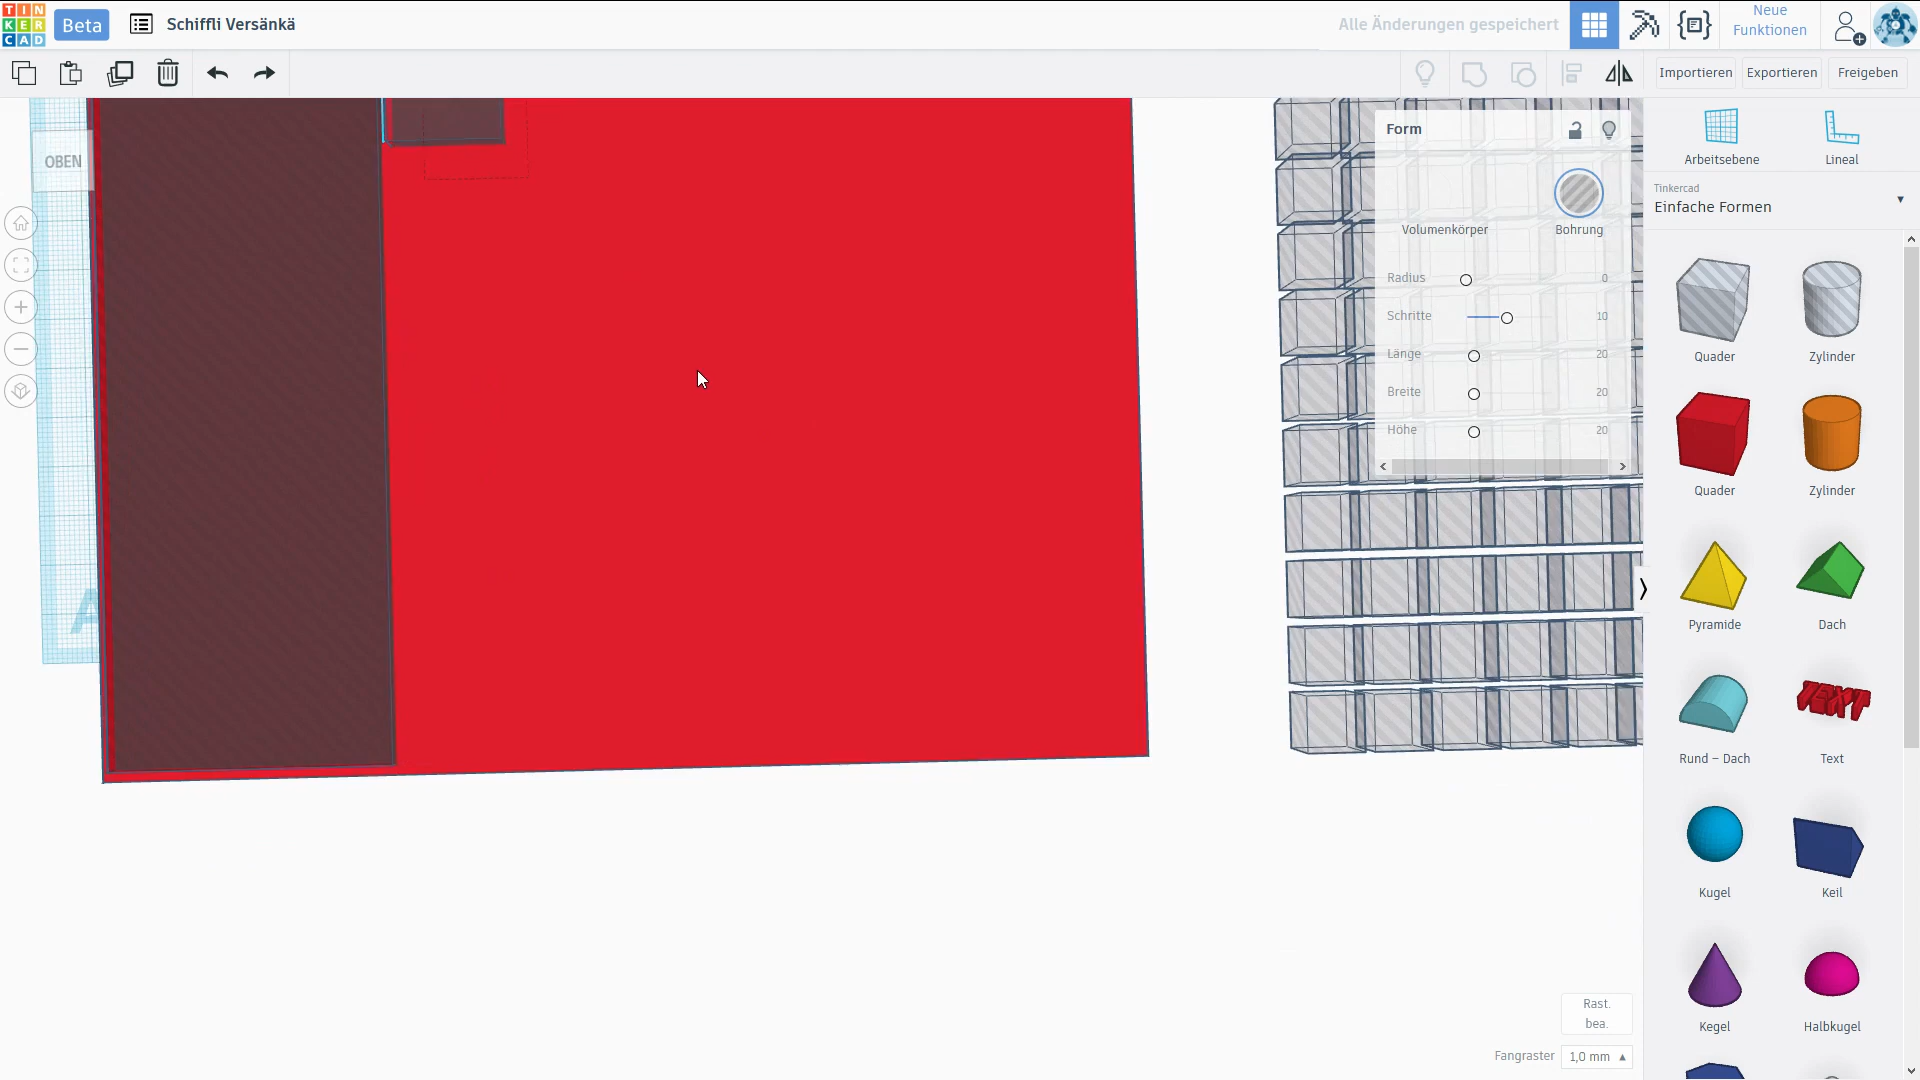 TIN
KER
CAD
Beta
Schiffli Versänkä
Alle Änderungen gespeichert
Neue
Funktionen
Importieren
Exportieren
Freigeben
OBEN
Form
Volumenkörper
Bohrung
Radius
0
Schritte
10
Länge
20
Breite
20
Höhe
20
Arbeitsebene
Lineal
Tinkercad
Einfache Formen
Quader
Zylinder
Quader
Zylinder
Pyramide
Dach
TEXT
Rund – Dach
Text
Kugel
Keil
Kegel
Halbkugel
Rast.
bea.
Fangraster
1,0 mm